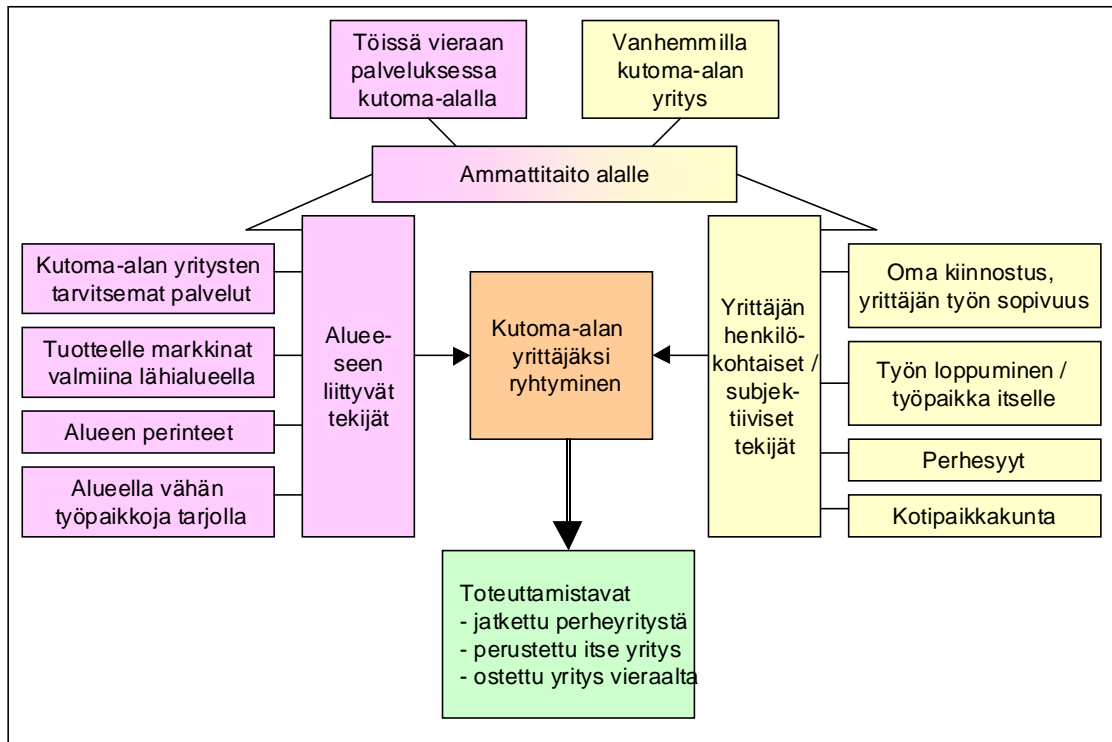 Töissä vieraan
palveluksessa
kutoma-alalla
Vanhemmilla
kutoma-alan
yritys
Ammattitaito alalle
Kutoma-alan yritysten
tarvitsemat palvelut
Tuotteelle markkinat
valmiina lähialueella
Alueen perinteet
Alueella vähän
työpaikkoja tarjolla
Aluee-
seen
liittyvät
tekijät
Kutoma-alan
yrittäjäksi
ryhtyminen
Yrittäjän
henkilö-
kohtaiset /
subjek-
tiiviset
tekijät
Oma kiinnostus,
yrittäjän työn sopivuus
Työn loppuminen /
työpaikka itselle
Perhesyyt
Kotipaikkakunta
Toteuttamistavat
- jatkettu perheyritystä
- perustettu itse yritys
- ostettu yritys vieraalta